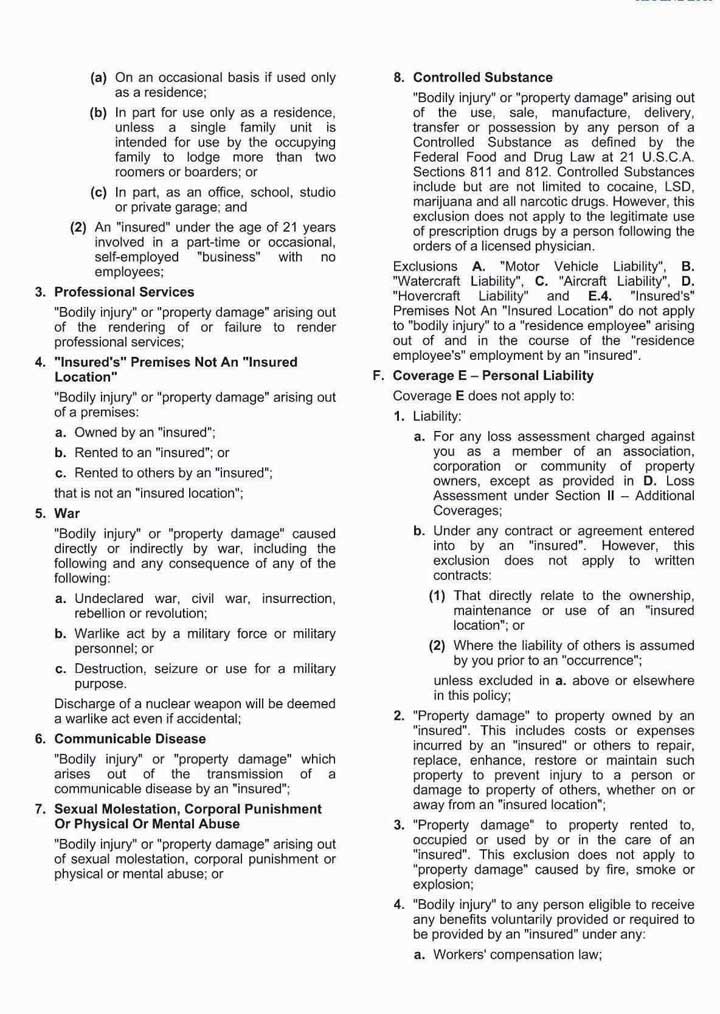 (a) On an occasional basis if used only
as a residence;
(b) In part for use only as a residence,
unless a single family unit is
intended for use by the occupying
family to lodge more than two
roomers or boarders; or
(c) In part, as an office, school, studio
or private garage; and
(2) An "insured" under the age of 21 years
involved in a part-time or occasional,
self-employed "business" with no
employees;
3. Professional Services
"Bodily injury" or "property damage" arising out
of the rendering of or failure to render
professional services;
4. "Insured's" Premises Not An "Insured
Location"
"Bodily injury" or "property damage" arising out
of a premises:
a. Owned by an "insured";
b. Rented to an "insured"; or
c. Rented to others by an "insured";
that is not an "insured location";
5. War
"Bodily injury" or "property damage" caused
directly or indirectly by war, including the
following and any consequence of any of the
following:
a. Undeclared war, civil war, insurrection,
rebellion or revolution;
b. Warlike act by a military force or military
personnel; or
c. Destruction, seizure or use for a military
purpose.
Discharge of a nuclear weapon will be deemed
a warlike act even if accidental;
6. Communicable Disease
"Bodily injury" or "property damage" which
arises out of the transmission of a
communicable disease by an "insured";
7. Sexual Molestation, Corporal Punishment
Or Physical Or Mental Abuse
"Bodily injury" or "property damage" arising out
of sexual molestation, corporal punishment or
physical or mental abuse; or
8. Controlled Substance
"Bodily injury" or "property damage" arising out
of the use, sale, manufacture, delivery,
transfer or possession by any person of a
Controlled Substance as defined by the
Federal Food and Drug Law at 21 U.S.C.A.
Sections 811 and 812. Controlled Substances
include but are not limited to cocaine, LSD,
marijuana and all narcotic drugs. However, this
exclusion does not apply to the legitimate use
of prescription drugs by a person following the
orders of a licensed physician.
Exclusions A. "Motor Vehicle Liability", B.
"Watercraft Liability", C. "Aircraft Liability", D.
"Hovercraft Liability" and E.4. "Insured's"
Premises Not An "Insured Location" do not apply
to "bodily injury" to a "residence employee" arising
out of and in the course of the "residence
employee's" employment by an "insured".
F. Coverage E – Personal Liability
Coverage E does not apply to:
1. Liability:
a. For any loss assessment charged against
you as a member of an association,
corporation or community of property
owners, except as provided in D. Loss
Assessment under Section II – Additional
Coverages;
b. Under any contract or agreement entered
into by an "insured". However, this
exclusion does not apply to written
contracts:
(1) That directly relate to the ownership,
maintenance or use of an "insured
location"; or
(2) Where the liability of others is assumed
by you prior to an "occurrence";
unless excluded in a. above or elsewhere
in this policy;
2. "Property damage" to property owned by an
"insured". This includes costs or expenses
incurred by an "insured" or others to repair,
replace, enhance, restore or maintain such
property to prevent injury to a person or
damage to property of others, whether on or
away from an "insured location";
3. "Property damage" to property rented to,
occupied or used by or in the care of an
"insured". This exclusion does not apply to
"property damage" caused by fire, smoke or
explosion;
4. "Bodily injury" to any person eligible to receive
any benefits voluntarily provided or required to
be provided by an "insured" under any:
a. Workers' compensation law;